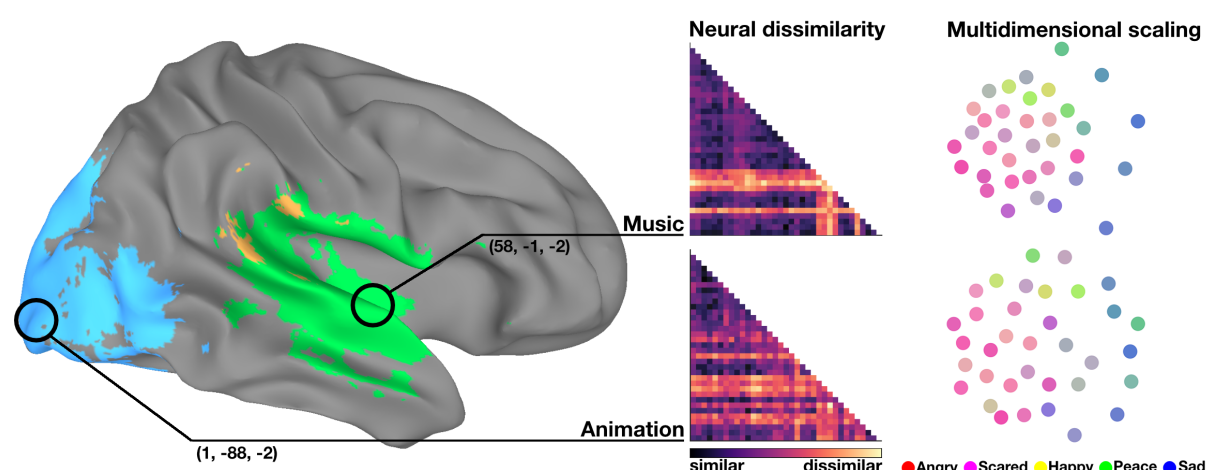 Neural dissimilarity
Multidimensional scaling
Music
(58, -1, -2)
Animation
(1, -88, -2)
similar dissimilar
Angry Scared Happy Peace Sad